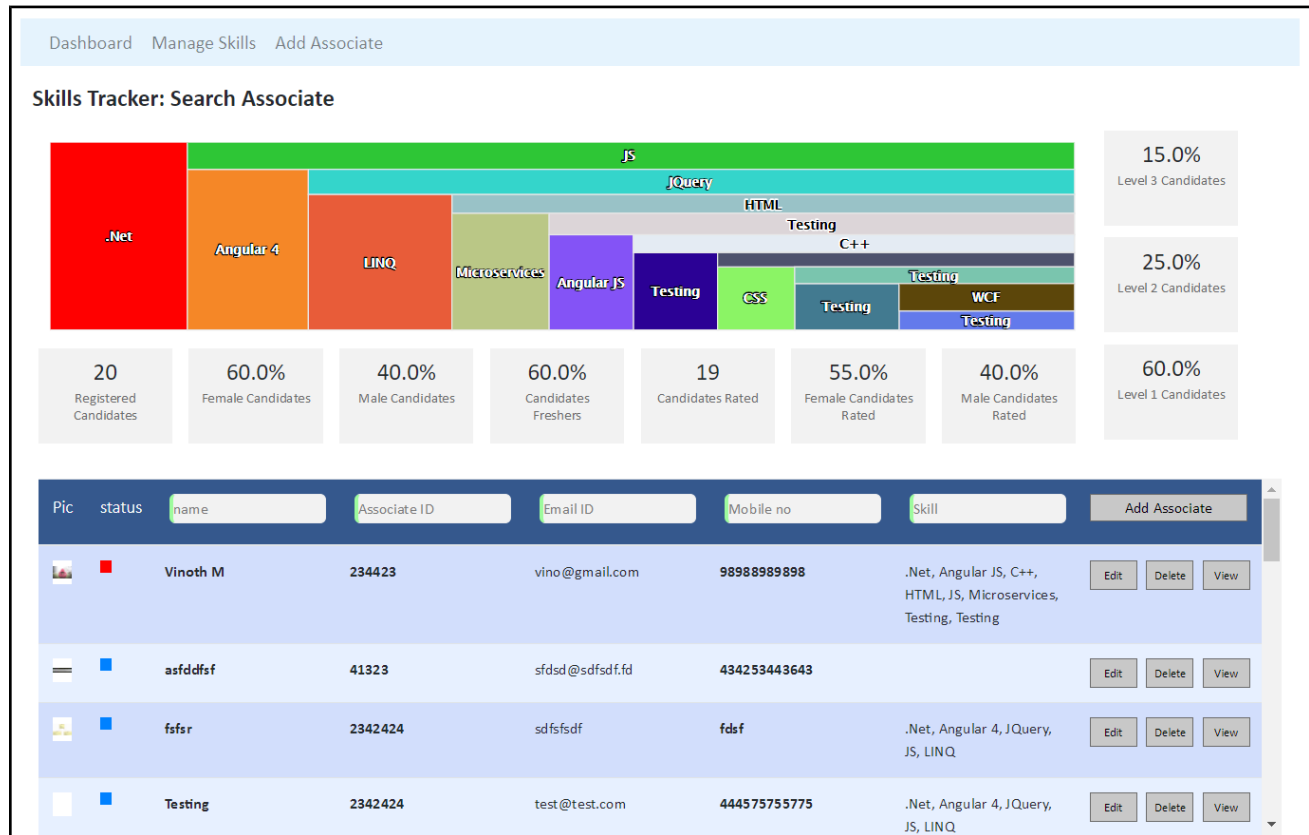 Dashboard Manage Skills Add Associate
Skills Tracker: Search Associate
.Net
JS
Angular 4
JQuery
LINQ
HTML
Microservices
Testing
Angular JS
C++
Testing
CSS
Testing
Testing
WCF
Testing
15.0%
Level 3 Candidates
25.0%
Level 2 Candidates
60.0%
Level 1 Candidates
20
Registered
Candidates
60.0%
Female Candidates
40.0%
Male Candidates
60.0%
Candidates
Freshers
19
Candidates Rated
55.0%
Female Candidates
Rated
40.0%
Male Candidates
Rated
Pic status name Associate ID Email ID Mobile no Skill Add Associate
Vinoth M 234423 vino@gmail.com 98988989898 .Net, Angular JS, C++, Edit Delete View
HTML, JS, Microservices,
Testing, Testing
asfddfsf 41323 sfdsd@sdfsdf.fd 434253443643 Edit Delete View
fsfsr 2342424 sdfsfsdf fdsf .Net, Angular 4, JQuery, Edit Delete View
JS, LINQ
Testing 2342424 test@test.com 444575755775 .Net, Angular 4, JQuery, Edit Delete View
JS, LINQ